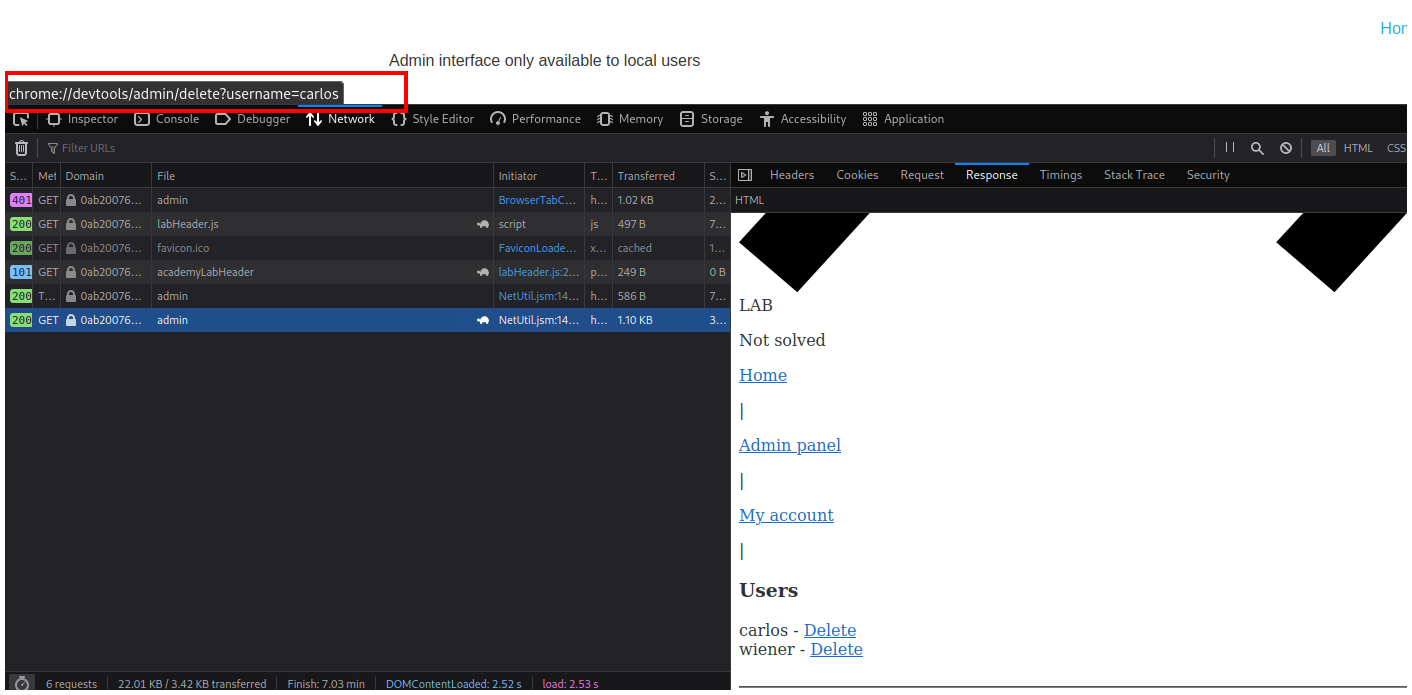 Hom
Admin interface only available to local users
chrome://devtools/admin/delete?username=carlos
Inspector Console Debugger Network Style Editor Performance Memory Storage Accessibility Application
Filter URLs All HTML CSS
S... Met Domain File Initiator T... Transferred S... Headers Cookies Request Response Timings Stack Trace Security
401 GET 0ab20076... admin BrowserTabC... h... 1.02 KB 2... HTML
200 GET 0ab20076... labHeader.js script js 497 B 7...
200 GET 0ab20076... favicon.ico FaviconLoade... x... cached 1...
101 GET 0ab20076... academyLabHeader labHeader.js:2... p... 249 B 0 B
200 T... 0ab20076... admin NetUtil.jsm:14... h... 586 B 7...
200 GET 0ab20076... admin NetUtil.jsm:14... h... 1.10 KB 3...
LAB
Not solved
Home
|
Admin panel
|
My account
|
Users
carlos - Delete
wiener - Delete
6 requests 22.01 KB / 3.42 KB transferred Finish: 7.03 min DOMContentLoaded: 2.52 s load: 2.53 s